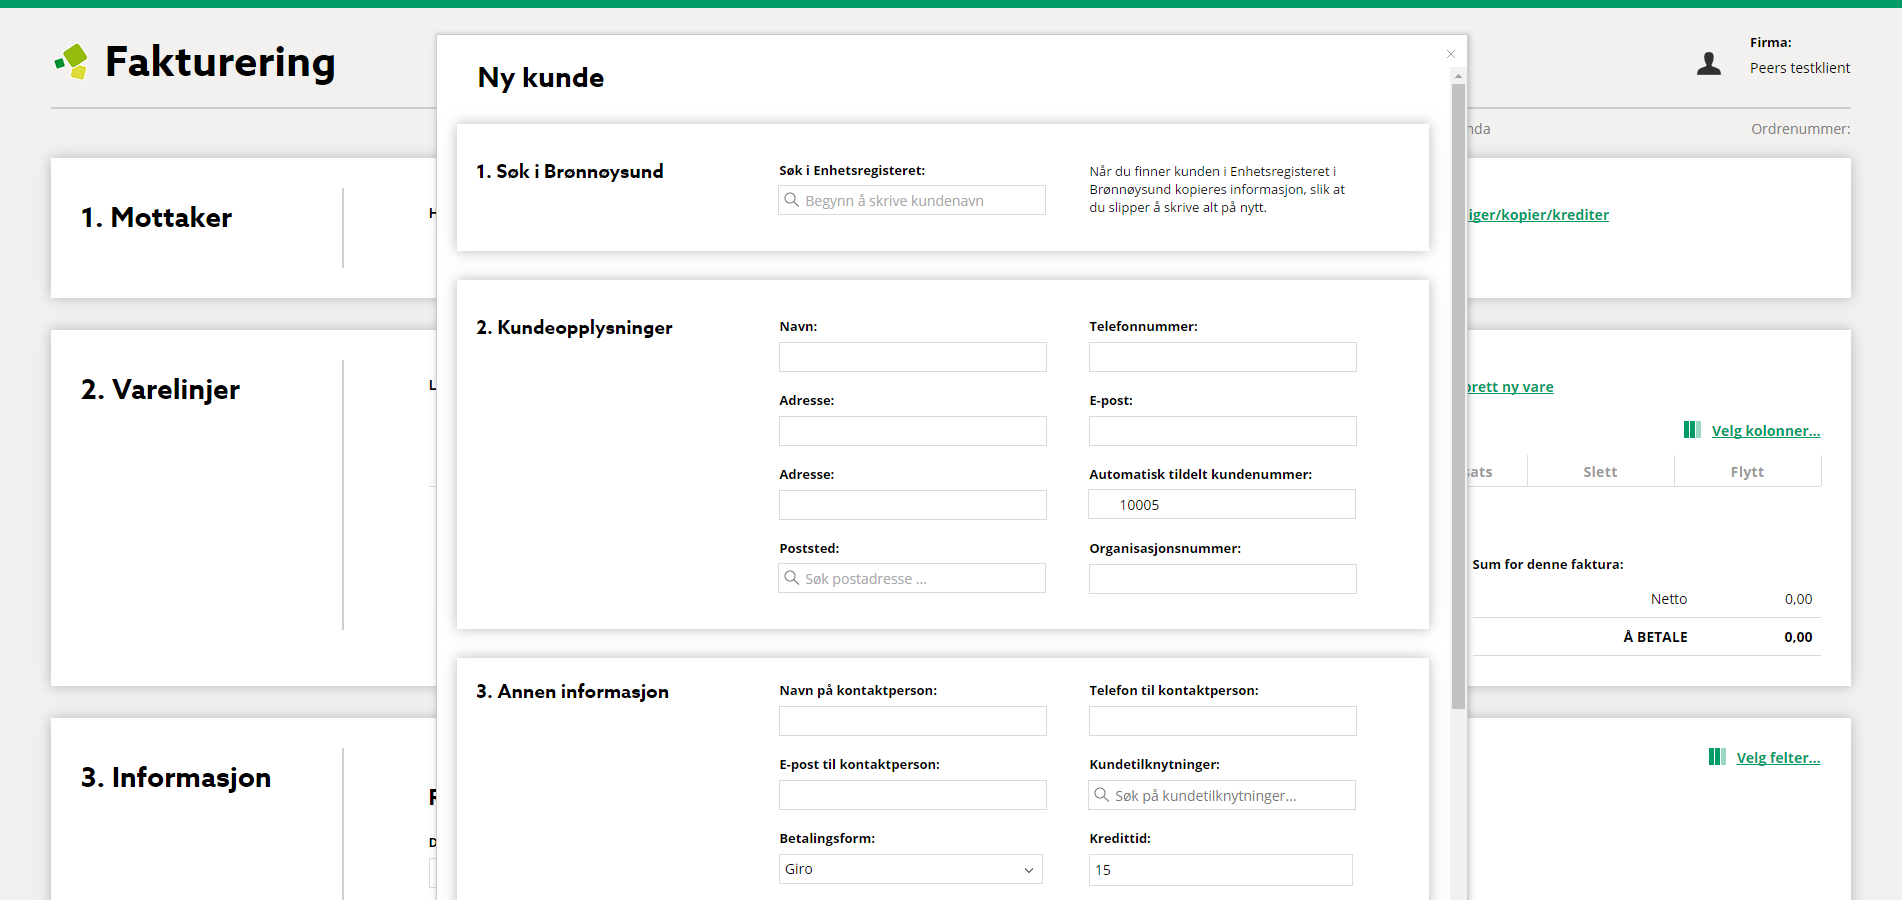 Fakturering
Firma:
Peers testklient
Ordrenummer:
1. Mottaker
iger/kopier/krediter
2. Varelinjer
prett ny vare
Velg kolonner...
Slett
Flytt
Sum for denne faktura:
Netto 0,00
Å BETALE 0,00
3. Informasjon
Velg felter...
Ny kunde
1. Søk i Brønnøysund
Søk i Enhetsregisteret:
Begynn å skrive kundenavn
Når du finner kunden i Enhetsregisteret i
Brønnøysund kopieres informasjon, slik at
du slipper å skrive alt på nytt.
2. Kundeopplysninger
Navn:
Telefonnummer:
Adresse:
E-post:
Adresse:
Automatisk tildelt kundenummer:
10005
Poststed:
Søk postadresse ...
Organisasjonsnummer:
3. Annen informasjon
Navn på kontaktperson:
Telefon til kontaktperson:
E-post til kontaktperson:
Kundetilknytninger:
Søk på kundetilknytninger...
Betalingsform:
Giro
Kredittid:
15